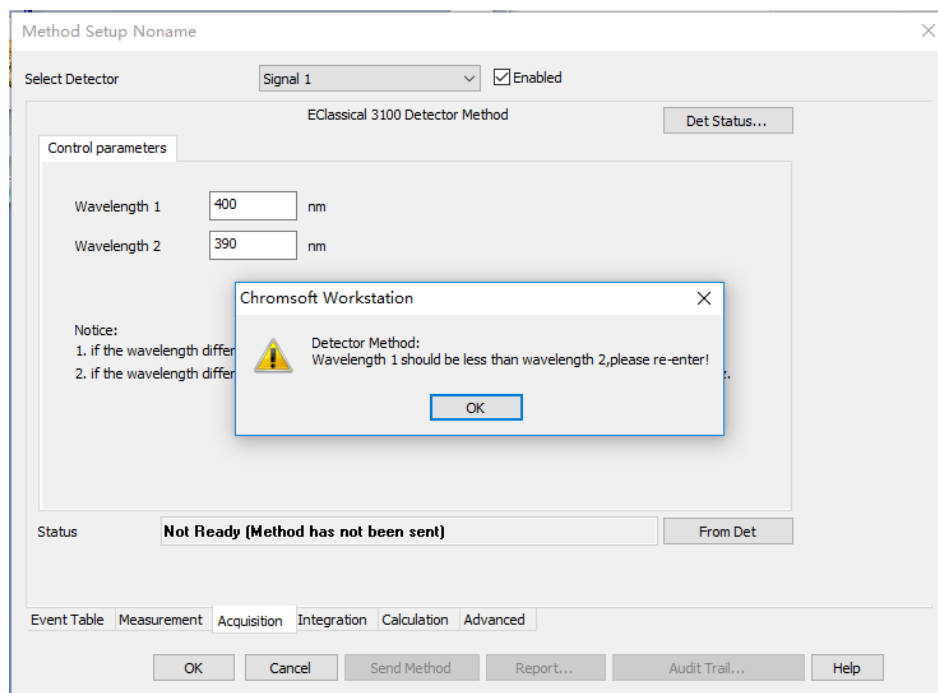 Method Setup Noname
Select Detector Signal 1 Enabled
EClassical 3100 Detector Method
Det Status...
Control parameters
Wavelength 1 400 nm
Wavelength 2 390 nm
Chromsoft Workstation
Detector Method:
Wavelength 1 should be less than wavelength 2,please re-enter!
OK
Notice:
1. if the wavelength differ
2. if the wavelength differ
Status Not Ready (Method has not been sent) From Det
Event Table Measurement Acquisition Integration Calculation Advanced
OK Cancel Send Method Report... Audit Trail... Help